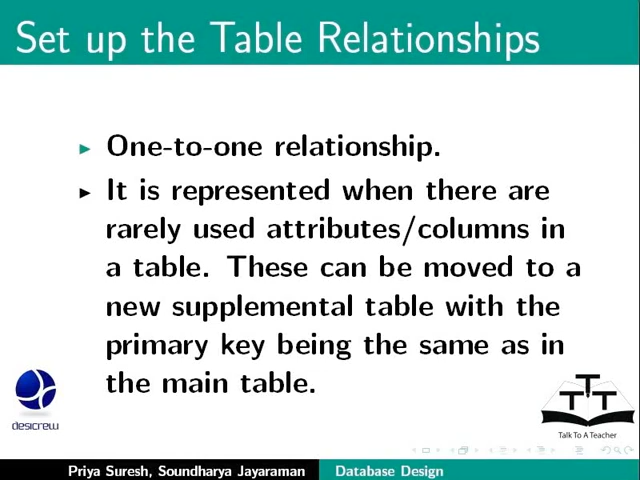 Set up the Table Relationships
One-to-one relationship.
It is represented when there are
rarely used attributes/columns in
a table. These can be moved to a
new supplemental table with the
primary key being the same as in
the main table.
desicrew
TTT
Talk To A Teacher
Priya Suresh, Soundharya Jayaraman Database Design